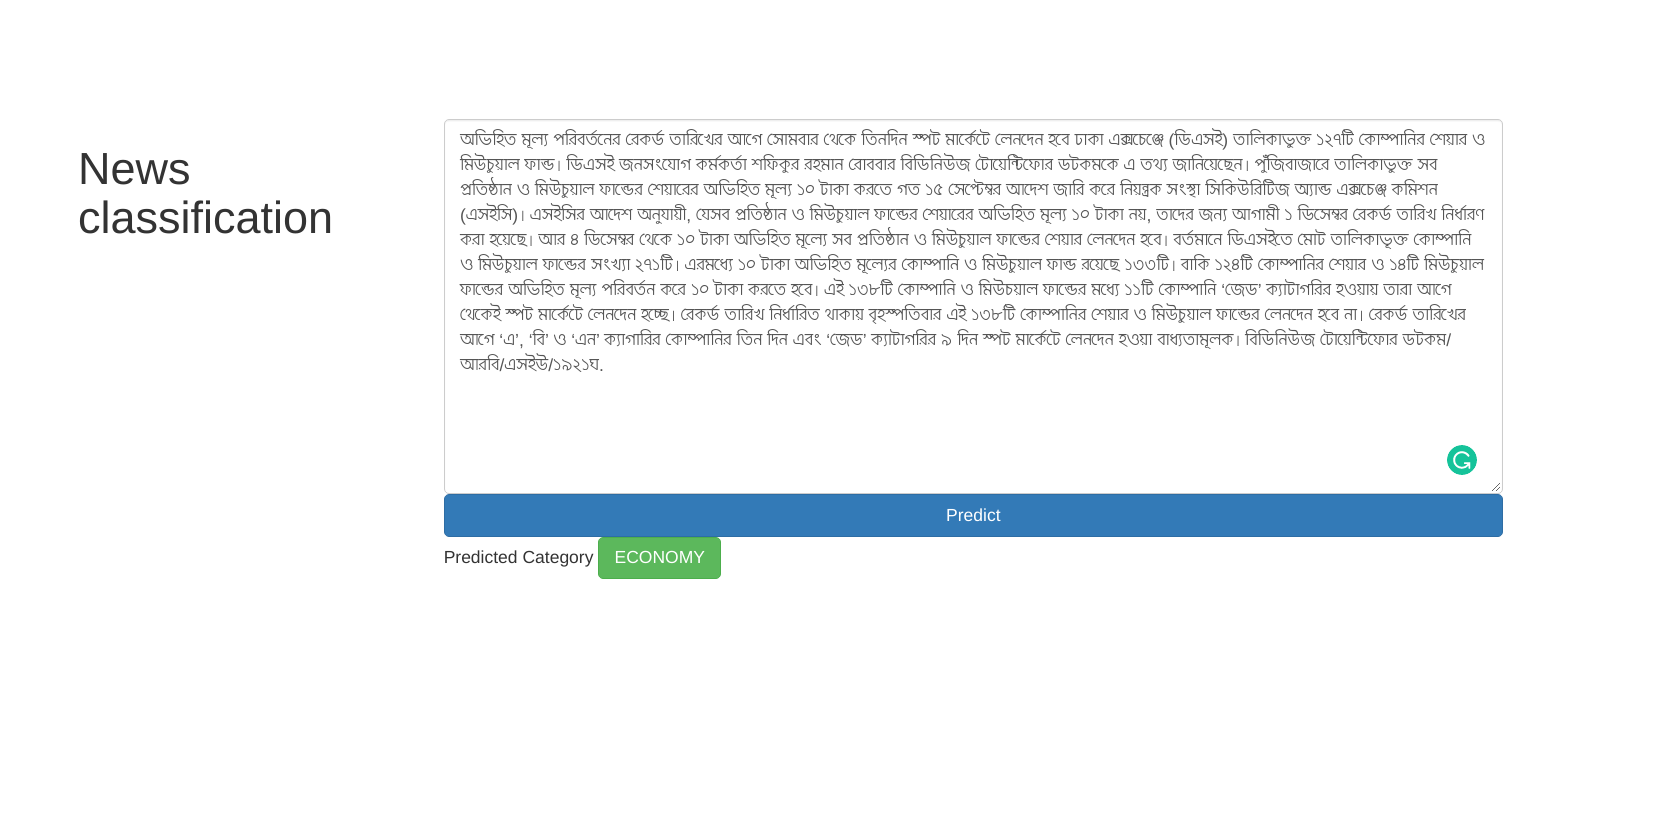 News
classification
অভিহিত মূল্য পরিবর্তনের রেকর্ড তারিখের আগে সোমবার থেকে তিনদিন স্পট মার্কেটে লেনদেন হবে ঢাকা এক্সচেঞ্জে (ডিএসই) তালিকাভুক্ত ১২৭টি কোম্পানির শেয়ার ও
মিউচুয়াল ফান্ড। ডিএসই জনসংযোগ কর্মকর্তা শফিকুর রহমান রোববার বিডিনিউজ টোয়েন্টিফোর ডটকমকে এ তথ্য জানিয়েছেন। পুঁজিবাজারে তালিকাভুক্ত সব
প্রতিষ্ঠান ও মিউচুয়াল ফান্ডের শেয়ারের অভিহিত মূল্য ১০ টাকা করতে গত ১৫ সেপ্টেম্বর আদেশ জারি করে নিয়ন্ত্রক সংস্থা সিকিউরিটিজ অ্যান্ড এক্সচেঞ্জ কমিশন
(এসইসি)। এসইসির আদেশ অনুযায়ী, যেসব প্রতিষ্ঠান ও মিউচুয়াল ফান্ডের শেয়ারের অভিহিত মূল্য ১০ টাকা নয়, তাদের জন্য আগামী ১ ডিসেম্বর রেকর্ড তারিখ নির্ধারণ
করা হয়েছে। আর ৪ ডিসেম্বর থেকে ১০ টাকা অভিহিত মূল্যে সব প্রতিষ্ঠান ও মিউচুয়াল ফান্ডের শেয়ার লেনদেন হবে। বর্তমানে ডিএসইতে মোট তালিকাভূক্ত কোম্পানি
ও মিউচুয়াল ফান্ডের সংখ্যা ২৭১টি। এরমধ্যে ১০ টাকা অভিহিত মূল্যের কোম্পানি ও মিউচুয়াল ফান্ড রয়েছে ১৩৩টি। বাকি ১২৪টি কোম্পানির শেয়ার ও ১৪টি মিউচুয়াল
ফান্ডের অভিহিত মূল্য পরিবর্তন করে ১০ টাকা করতে হবে। এই ১৩৮টি কোম্পানি ও মিউচয়াল ফান্ডের মধ্যে ১১টি কোম্পানি ‘জেড’ ক্যাটাগরির হওয়ায় তারা আগে
থেকেই স্পট মার্কেটে লেনদেন হচ্ছে। রেকর্ড তারিখ নির্ধারিত থাকায় বৃহস্পতিবার এই ১৩৮টি কোম্পানির শেয়ার ও মিউচুয়াল ফান্ডের লেনদেন হবে না। রেকর্ড তারিখের
আগে ‘এ’, ‘বি’ ও ‘এন’ ক্যাগারির কোম্পানির তিন দিন এবং ‘জেড’ ক্যাটাগরির ৯ দিন স্পট মার্কেটে লেনদেন হওয়া বাধ্যতামূলক। বিডিনিউজ টোয়েন্টিফোর ডটকম/
আরবি/এসইউ/১৯২১ঘ.
Predict
Predicted Category ECONOMY